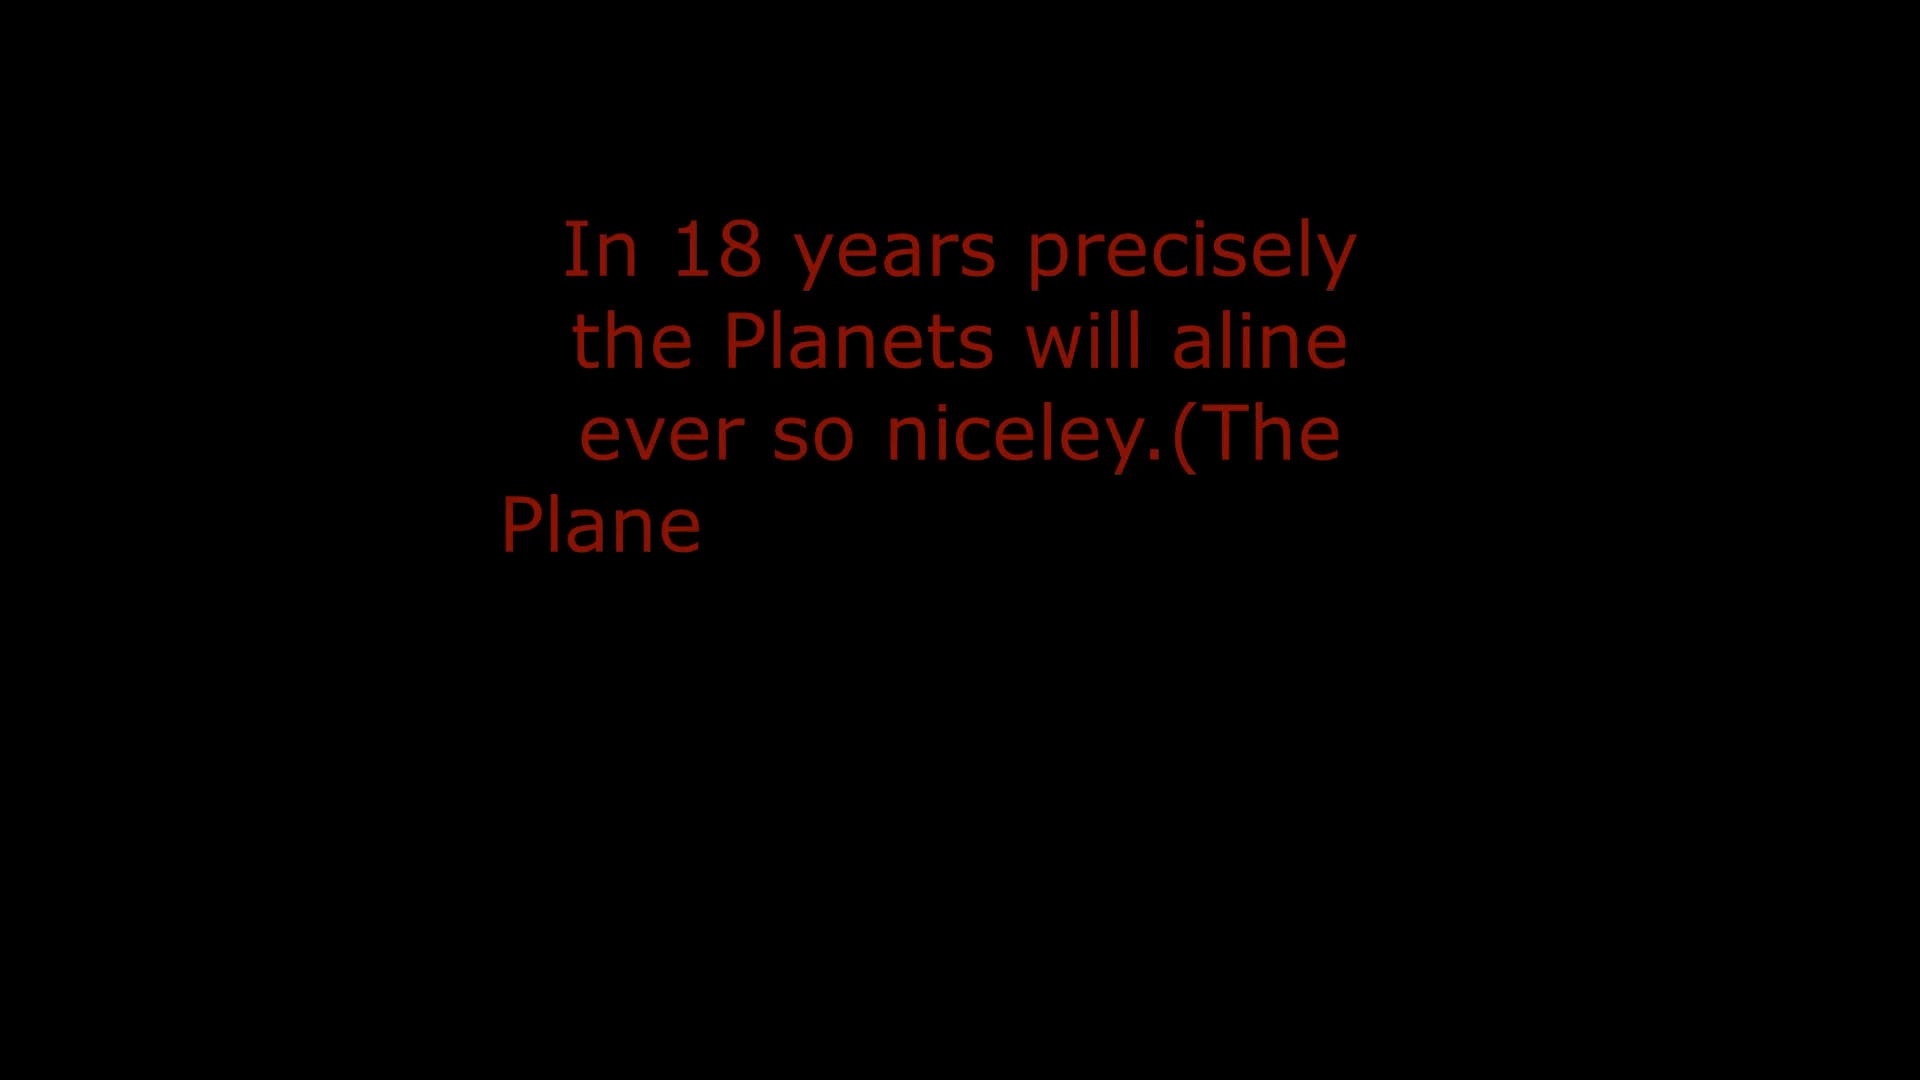 In 18 years precisely
the Planets will aline
ever so niceley.(The
Plane